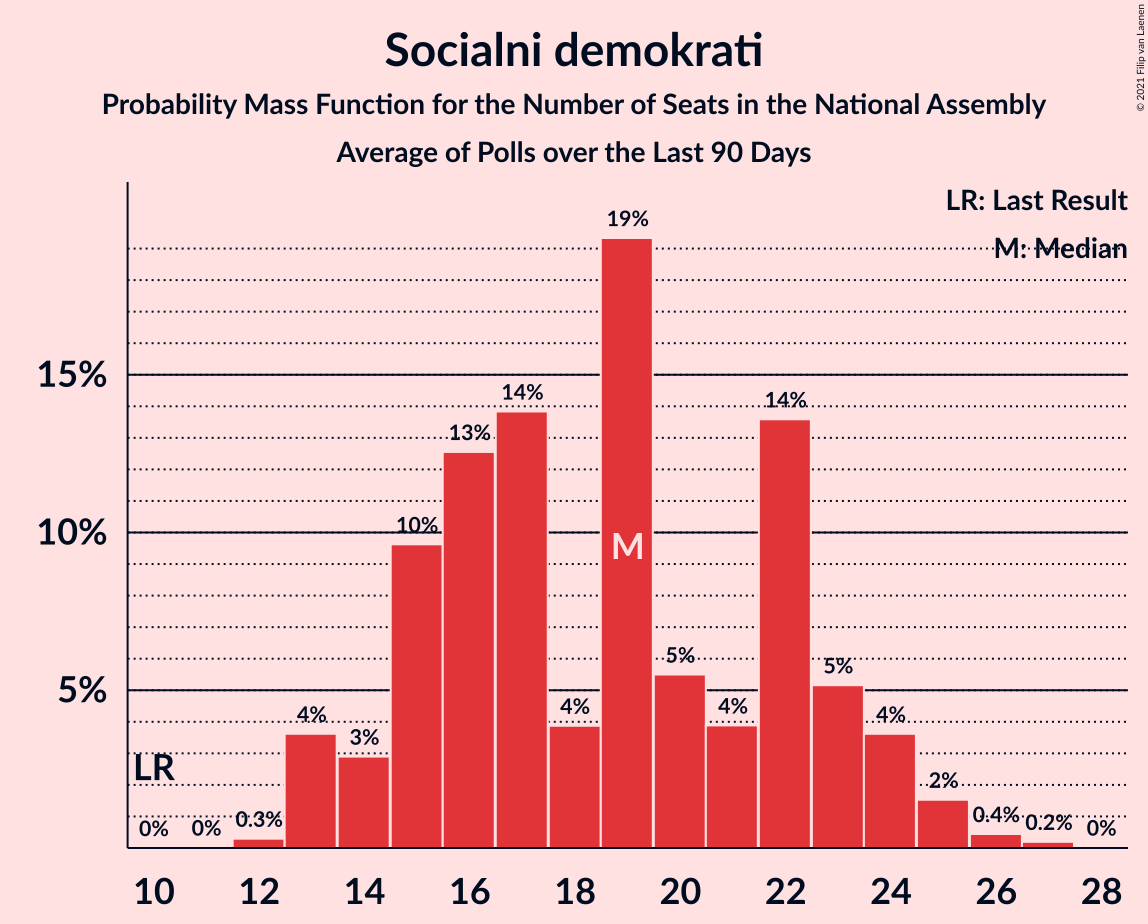 Socialni demokrati
Probability Mass Function for the Number of Seats in the National Assembly
Average of Polls over the Last 90 Days
© 2021 Filip van Laenen
LR: Last Result
M: Median
15%
10%
5%
LR
0%
0%
0.3%
4%
3%
10%
13%
14%
4%
19%
M
5%
4%
14%
5%
4%
2%
0.4%
0.2%
0%
10 12 14 16 18 20 22 24 26 28